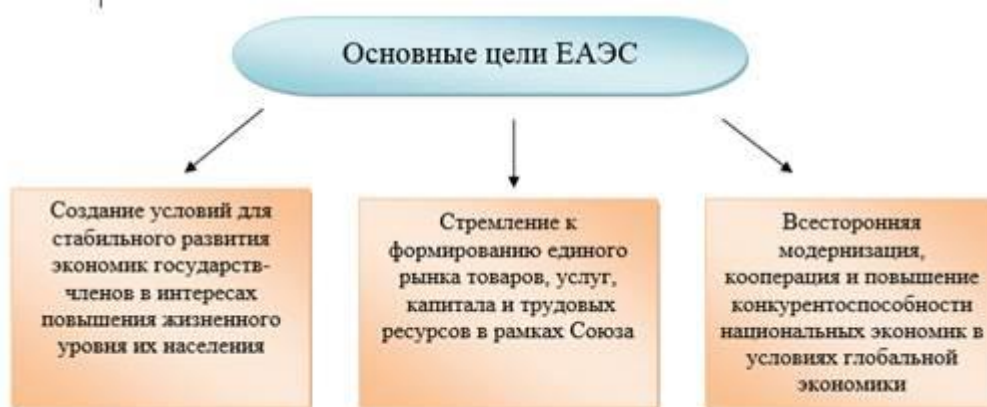 Основные цели ЕАЭС
Создание условий для
стабильного развития
экономик государств-
членов в интересах
повышения жизненного
уровня их населения
Стремление к
формированию единого
рынка товаров, услуг,
капитала и трудовых
ресурсов в рамках Союза
Всесторонняя
модернизация,
кооперация и повышение
конкурентоспособности
национальных экономик в
условиях глобальной
экономики